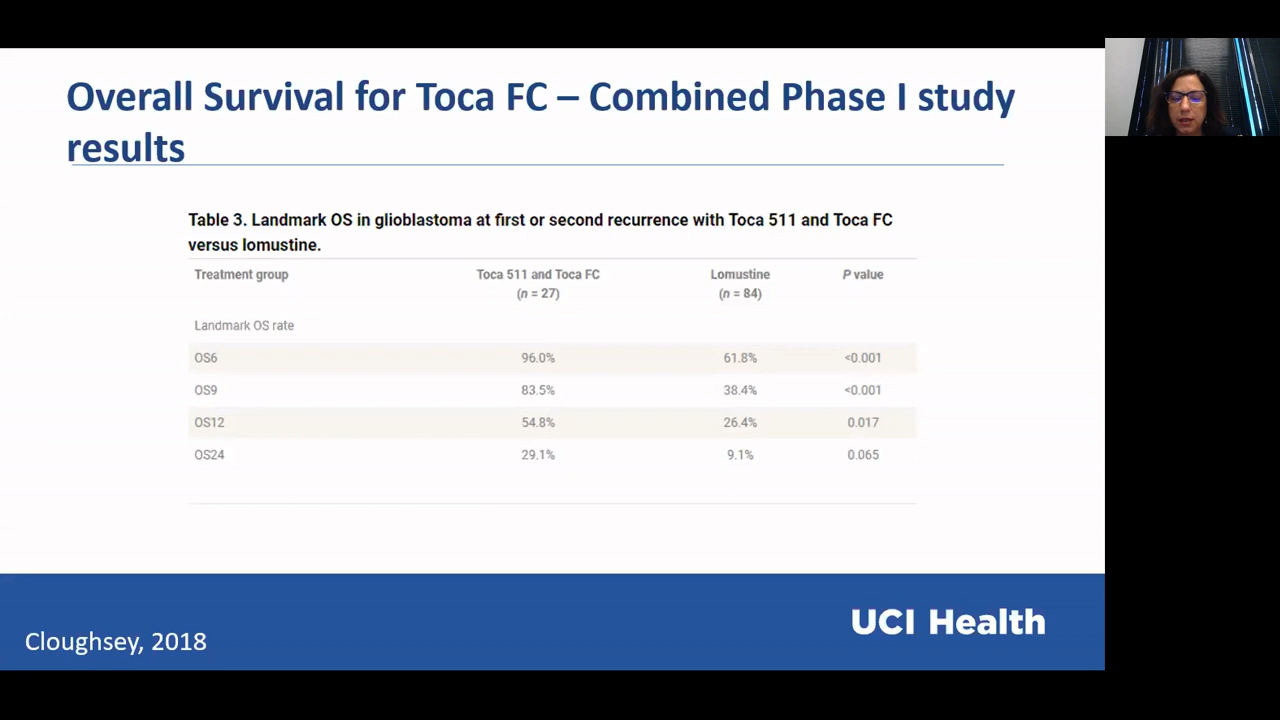 Overall Survival for Toca FC – Combined Phase I study
results
Table 3. Landmark OS in glioblastoma at first or second recurrence with Toca 511 and Toca FC
versus lomustine.
Treatment group Toca 511 and Toca FC Lomustine P value
(n = 27) (n = 84)
Landmark OS rate
OS6 96.0% 61.8% <0.001
OS9 83.5% 38.4% <0.001
OS12 54.8% 26.4% 0.017
OS24 29.1% 9.1% 0.065
Cloughsey, 2018
UCI Health